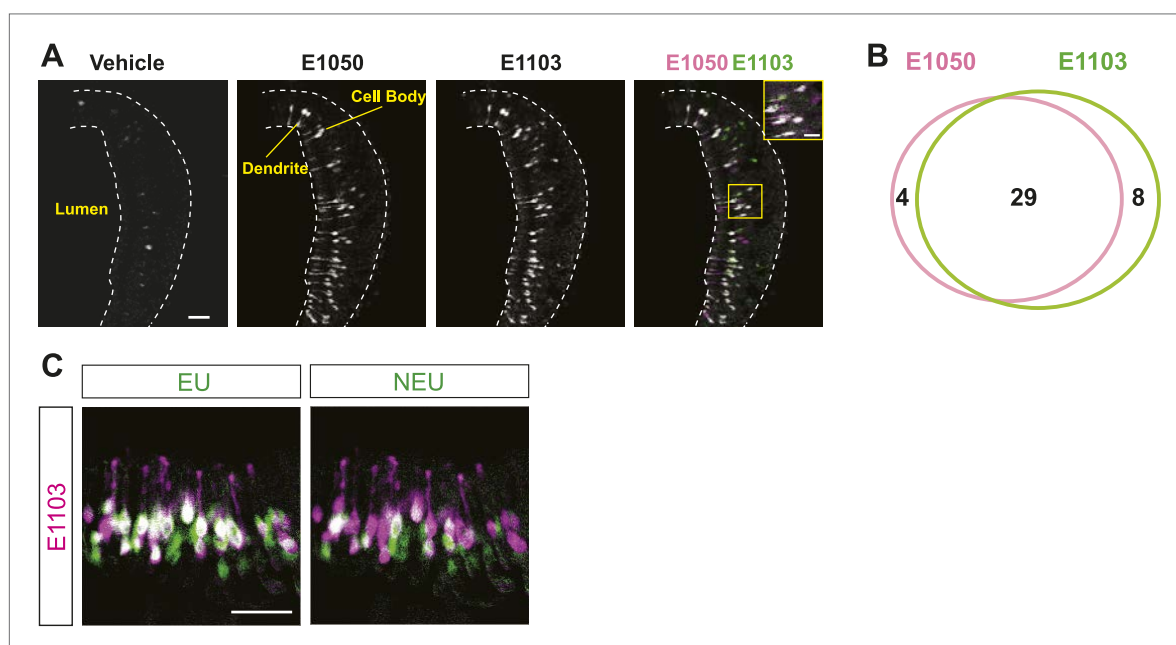 A
Vehicle
E1050
E1103
E1050 E1103
Cell Body
Dendrite
Lumen
B
E1050
E1103
4
29
8
C
EU
NEU
E1103